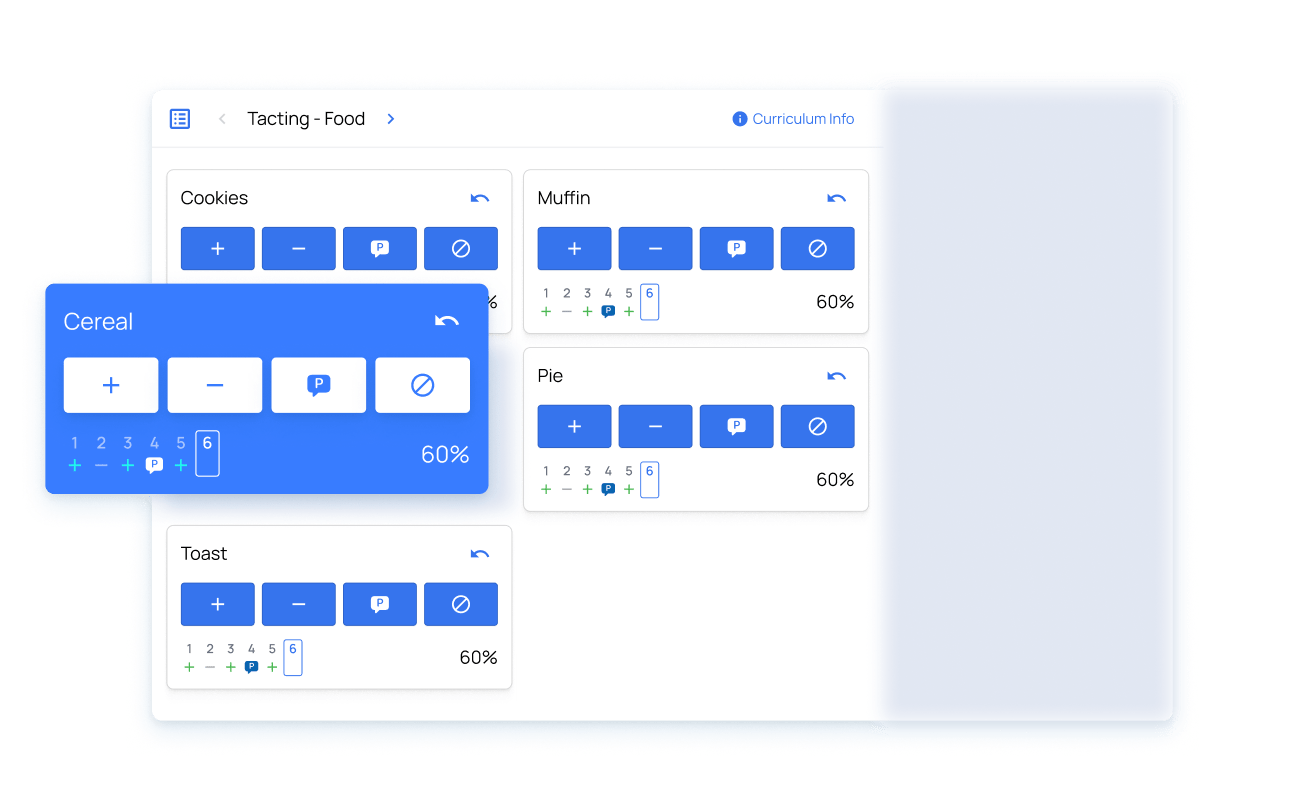 Tacting - Food
Curriculum Info
Cookies
P
%
Muffin
P
1 2 3 4 5 6
+ − + P +
60%
Cereal
P
1 2 3 4 5 6
+ − + P +
60%
Pie
P
1 2 3 4 5 6
+ − + P +
60%
Toast
P
1 2 3 4 5 6
+ − + P +
60%